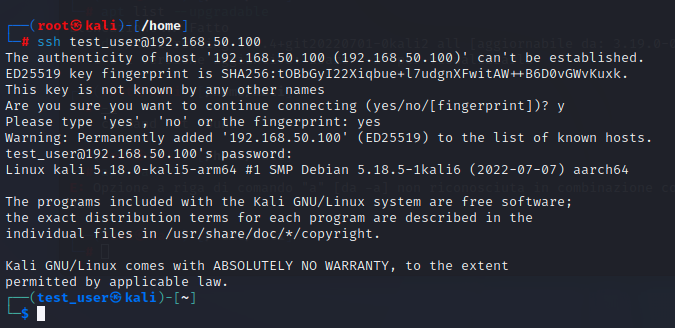 ┌──(root㉿kali)-[/home]
└─# ssh test_user@192.168.50.100
The authenticity of host '192.168.50.100 (192.168.50.100)' can't be established.
ED25519 key fingerprint is SHA256:tOBbGyI22Xiqbue+l7udgnXFwitAW++B6D0vGWvKuxk.
This key is not known by any other names
Are you sure you want to continue connecting (yes/no/[fingerprint])? y
Please type 'yes', 'no' or the fingerprint: yes
Warning: Permanently added '192.168.50.100' (ED25519) to the list of known hosts.
test_user@192.168.50.100's password:
Linux kali 5.18.0-kali5-arm64 #1 SMP Debian 5.18.5-1kali6 (2022-07-07) aarch64
The programs included with the Kali GNU/Linux system are free software;
the exact distribution terms for each program are described in the
individual files in /usr/share/doc/*/copyright.
Kali GNU/Linux comes with ABSOLUTELY NO WARRANTY, to the extent
permitted by applicable law.
┌──(test_user㉿kali)-[~]
└─$